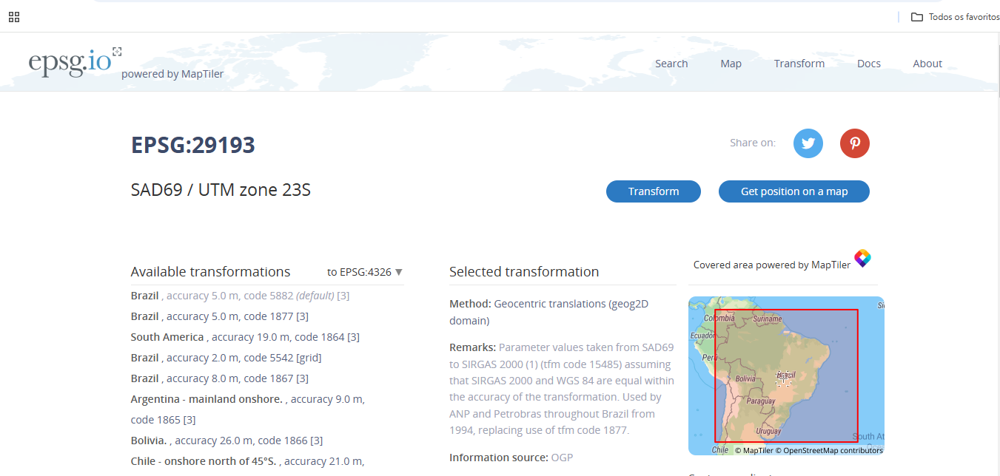 Todos os favoritos
epsg.io
powered by MapTiler
Search
Map
Transform
Docs
About
EPSG:29193
Share on:
SAD69 / UTM zone 23S
Transform
Get position on a map
Available transformations
to EPSG:4326 ▼
Brazil , accuracy 5.0 m, code 5882 (default) [3]
Brazil , accuracy 5.0 m, code 1877 [3]
South America , accuracy 19.0 m, code 1864 [3]
Brazil , accuracy 2.0 m, code 5542 [grid]
Brazil , accuracy 8.0 m, code 1867 [3]
Argentina - mainland onshore. , accuracy 9.0 m,
code 1865 [3]
Bolivia. , accuracy 26.0 m, code 1866 [3]
Chile - onshore north of 45°S. , accuracy 21.0 m,
Selected transformation
Method: Geocentric translations (geog2D
domain)
Remarks: Parameter values taken from SAD69
to SIRGAS 2000 (1) (tfm code 15485) assuming
that SIRGAS 2000 and WGS 84 are equal within
the accuracy of the transformation. Used by
ANP and Petrobras throughout Brazil from
1994, replacing use of tfm code 1877.
Information source: OGP
Covered area powered by MapTiler
Si
Colombia
Suriname
Ecuador
Peru
Brazil
Bolivia
Paraguay
Uruguay
South At
Chile
© MapTiler © OpenStreetMap contributors